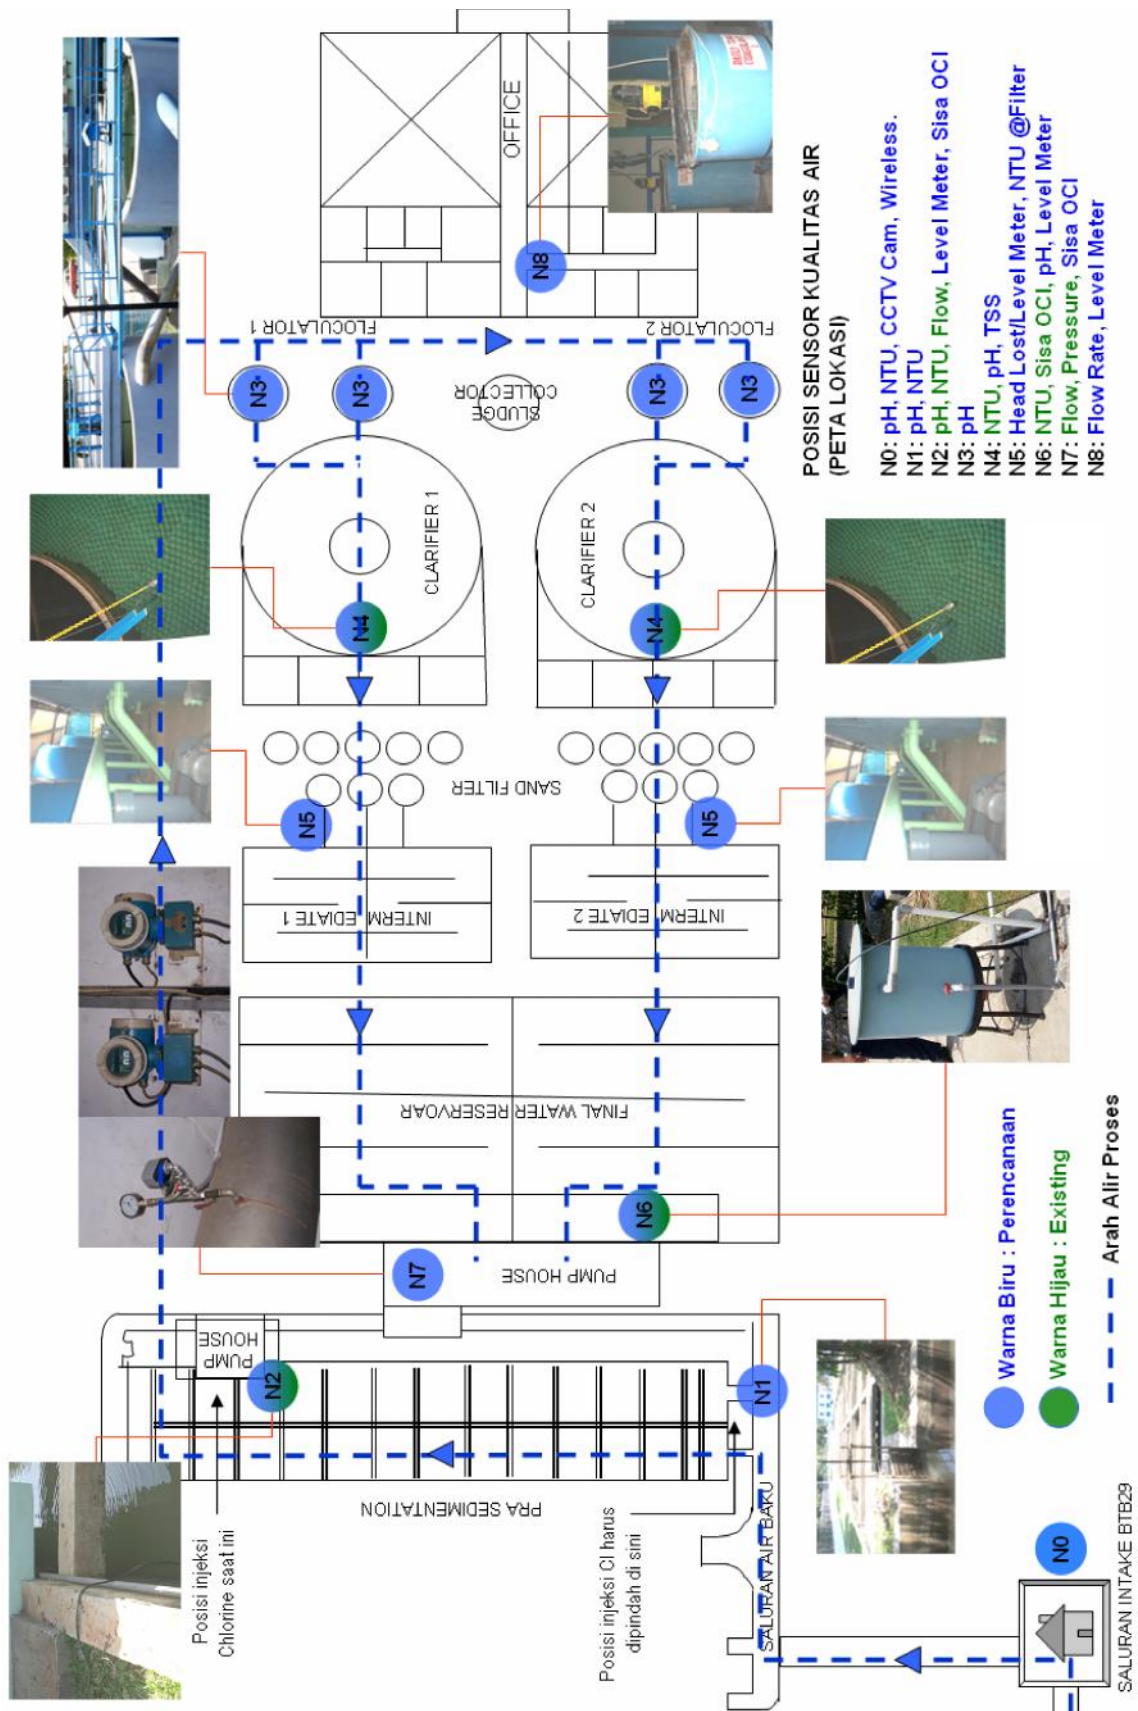 POSISI SENSOR KUALITAS AIR
(PETA LOKASI)
N0: pH, NTU, CCTV Cam, Wireless.
N1: pH, NTU
N2: pH, NTU, Flow, Level Meter, Sisa OCl
N3: pH
N4: NTU, pH, TSS
N5: Head Lost/Level Meter, NTU @Filter
N6: NTU, Sisa OCl, pH, Level Meter
N7: Flow, Pressure, Sisa OCl
N8: Flow Rate, Level Meter
OFFICE
N8
FLOCULATOR 1
FLOCULATOR 2
N3
N3
N3
N3
SLUDGE
COLLECTOR
CLARIFIER 1
CLARIFIER 2
N4
N4
SAND FILTER
N5
N5
INTERM
EDIATE 1
INTERM
EDIATE 2
FINAL WATER RESERVOAR
N6
N7
PUMP HOUSE
PUMP
HOUSE
N2
N1
PRA SEDIMENTATION
Posisi injeksi
Chlorine saat ini
Posisi injeksi Cl harus
dipindah di sini
SALURAN AIR BAKU
N0
SALURAN INTAKE BTB29
Warna Biru : Perencanaan
Warna Hijau : Existing
Arah Alir Proses